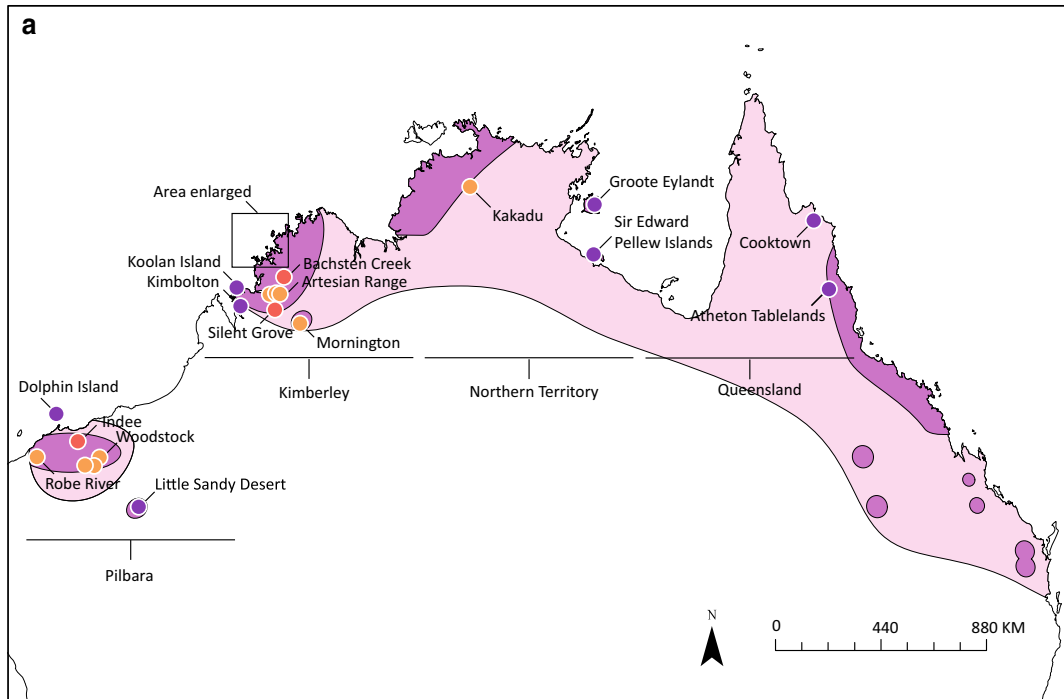 a
Area enlarged
Groote Eylandt
Kakadu
Sir Edward
Pellew Islands
Cooktown
Koolan Island
Bachsten Creek
Kimbolton
Artesian Range
Atheton Tablelands
Silent Grove
Mornington
Kimberley
Northern Territory
Queensland
Dolphin Island
Indee
Woodstock
Robe River
Little Sandy Desert
Pilbara
N
0 440 880 KM